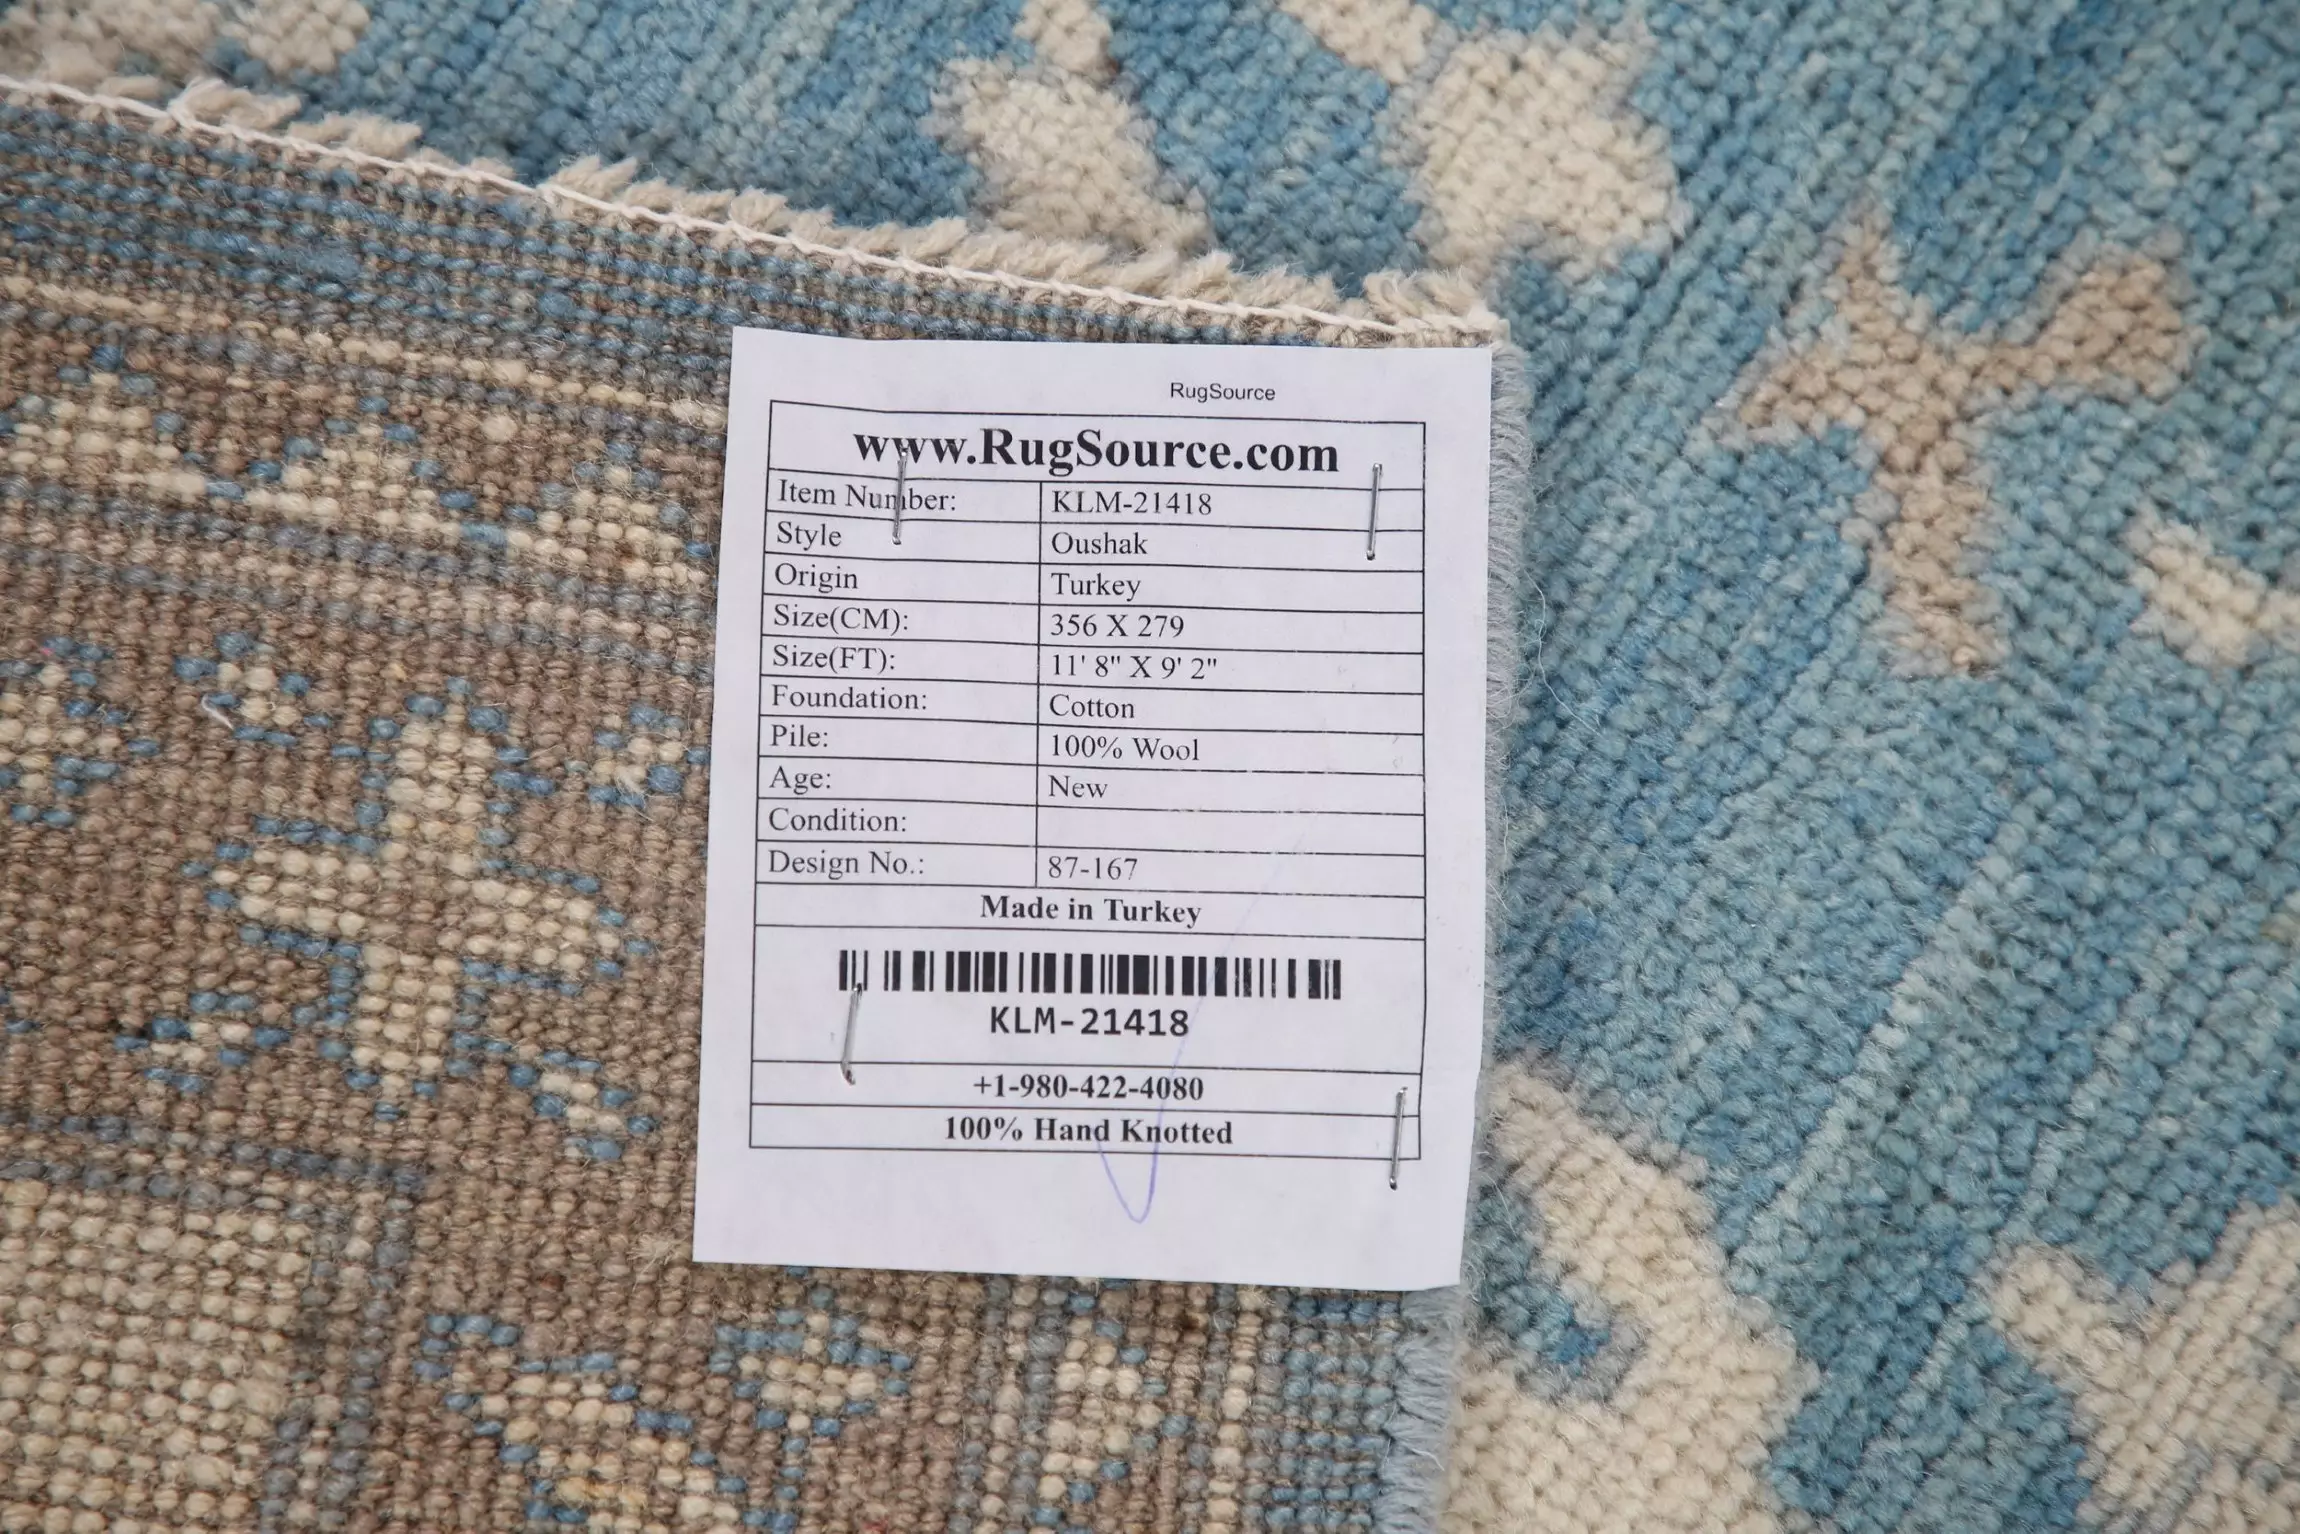 RugSource
www.RugSource.com
Item Number: KLM-21418
Style Oushak
Origin Turkey
Size(CM): 356 X 279
Size(FT): 11' 8" X 9' 2"
Foundation: Cotton
Pile: 100% Wool
Age: New
Condition:
Design No.: 87-167
Made in Turkey
KLM-21418
+1-980-422-4080
100% Hand Knotted